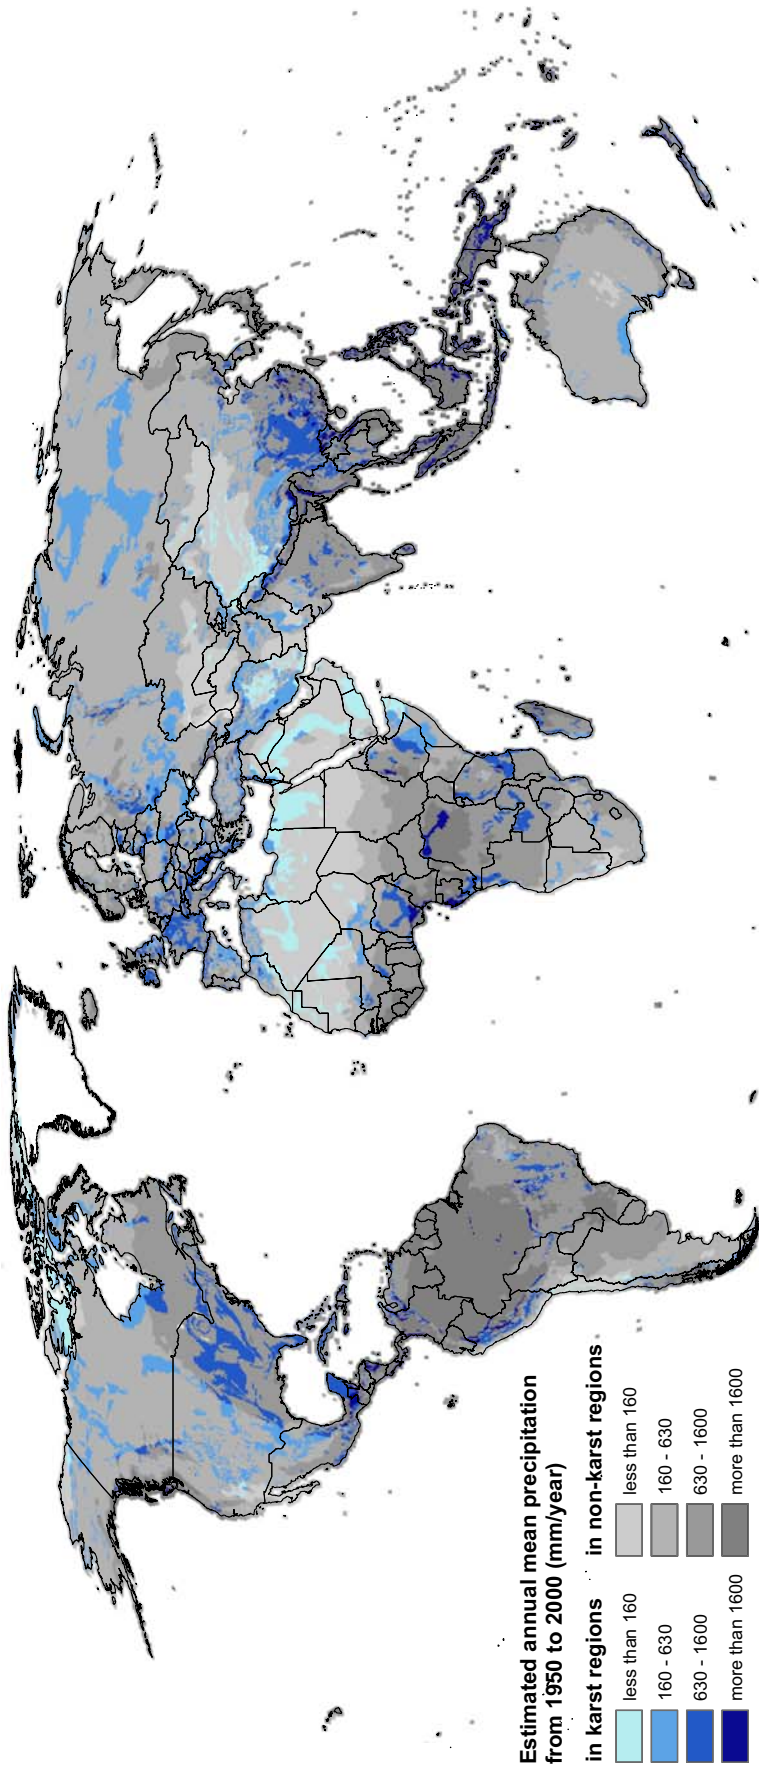 Estimated annual mean precipitation
from 1950 to 2000 (mm/year)
in karst regions
less than 160
160 - 630
630 - 1600
more than 1600
in non-karst regions
less than 160
160 - 630
630 - 1600
more than 1600